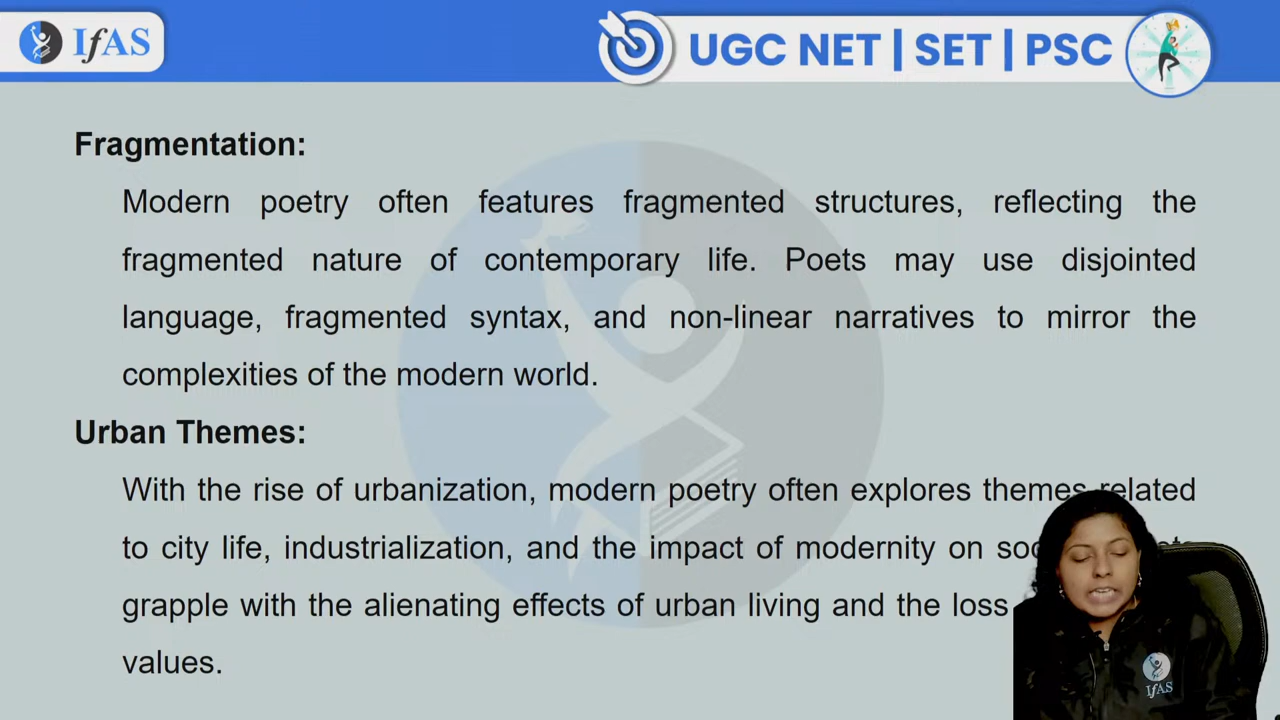 IfAS
UGC NET | SET | PSC
Fragmentation:
Modern poetry often features fragmented structures, reflecting the
fragmented nature of contemporary life. Poets may use disjointed
language, fragmented syntax, and non-linear narratives to mirror the
complexities of the modern world.
Urban Themes:
With the rise of urbanization, modern poetry often explores themes related
to city life, industrialization, and the impact of modernity on
grapple with the alienating effects of urban living and the loss
values.
IfAS